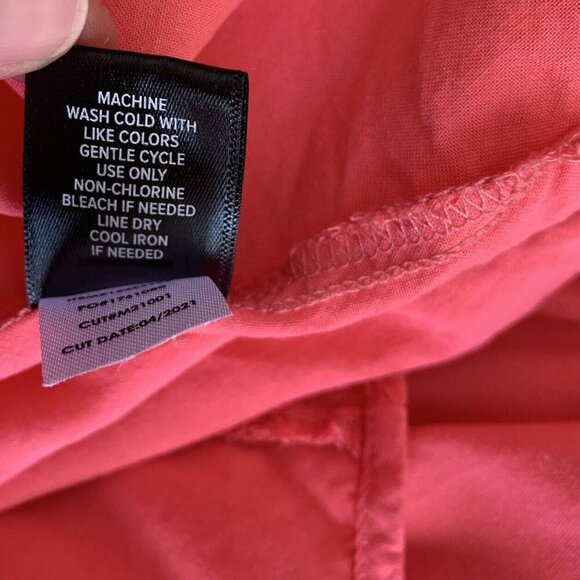 MACHINE
WASH COLD WITH
LIKE COLORS
GENTLE CYCLE
USE ONLY
NON-CHLORINE
BLEACH IF NEEDED
LINE DRY
COOL IRON
IF NEEDED
CUT#M21001
CUT DATE:04/2021